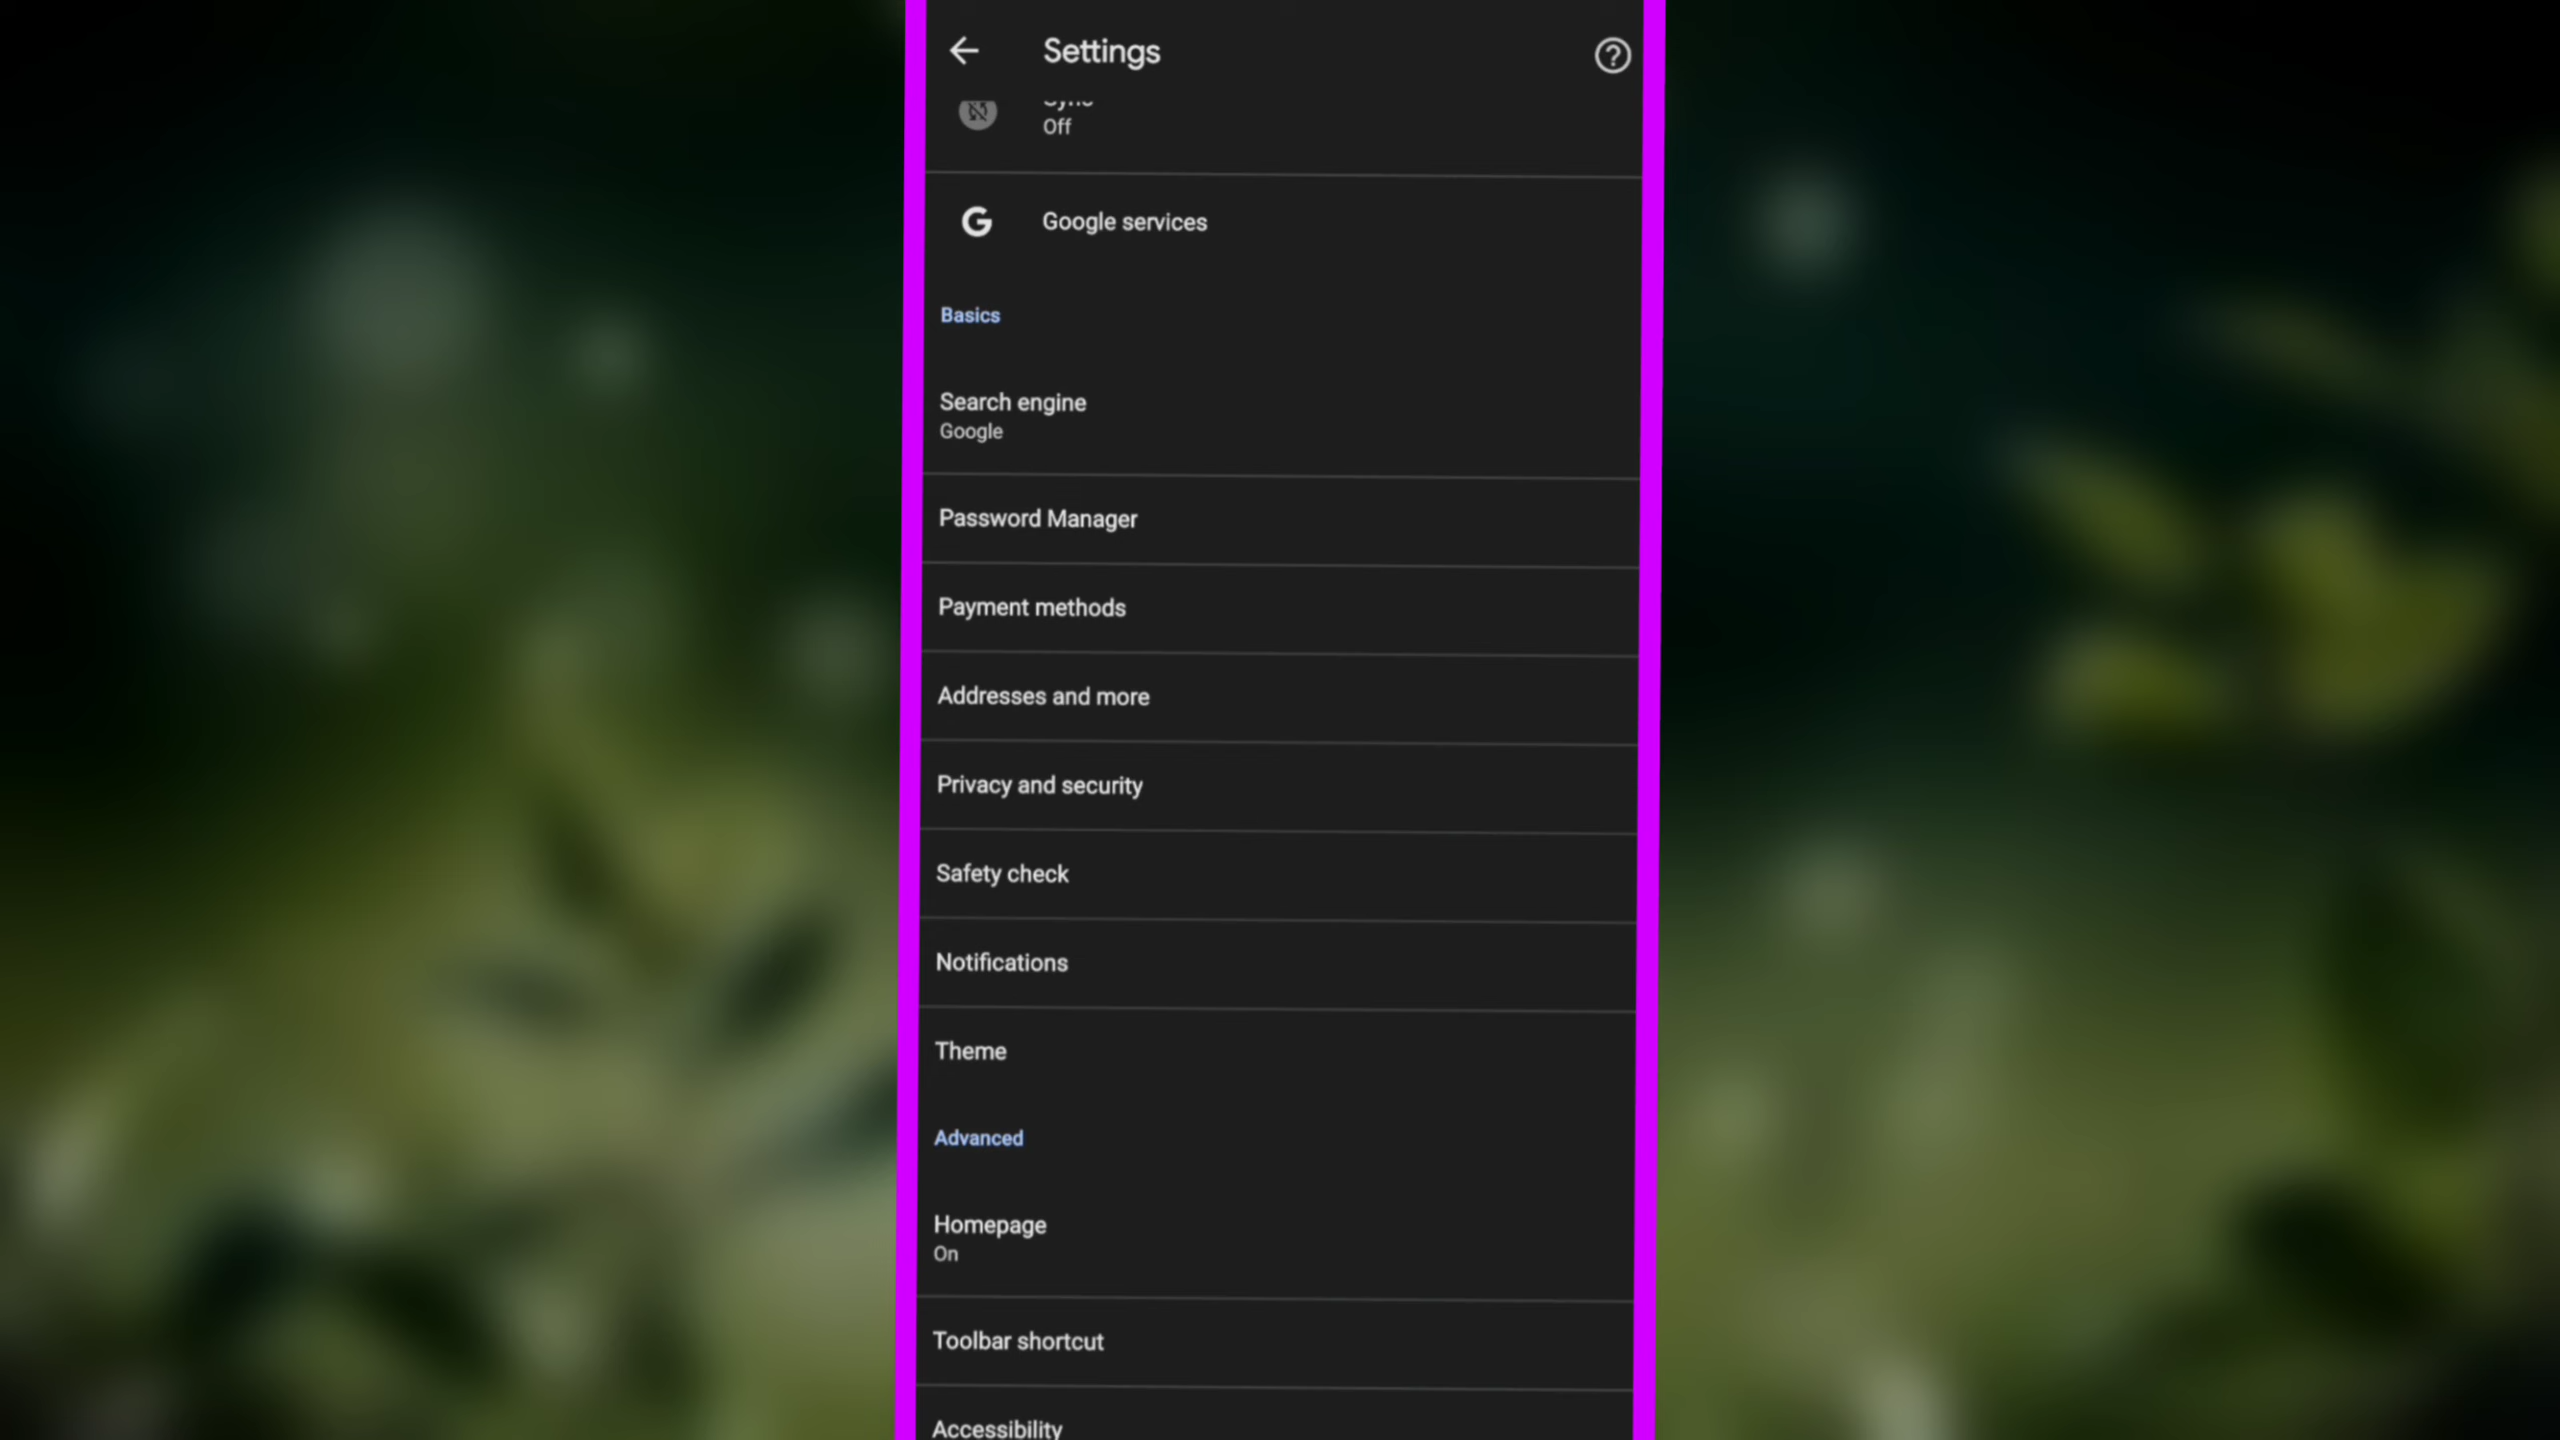 Settings
Sync
Off
Google services
Basics
Search engine
Google
Password Manager
Payment methods
Addresses and more
Privacy and security
Safety check
Notifications
Theme
Advanced
Homepage
On
Toolbar shortcut
Accessibility